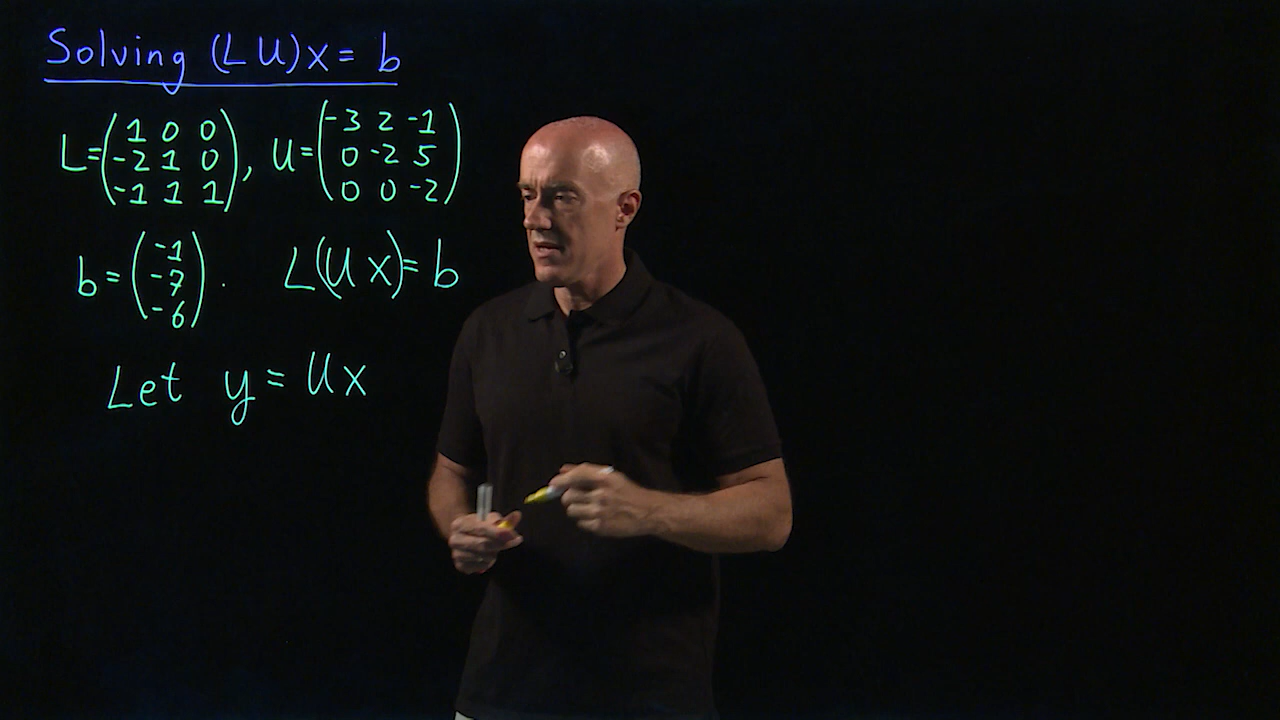 Solving (LU)x = b
L=(1 0 0
-2 1 0
-1 1 1), U=(-3 2 -1
0 -2 5
0 0 -2)
b=(-1
-7
-6). L(Ux)=b
Let y = Ux